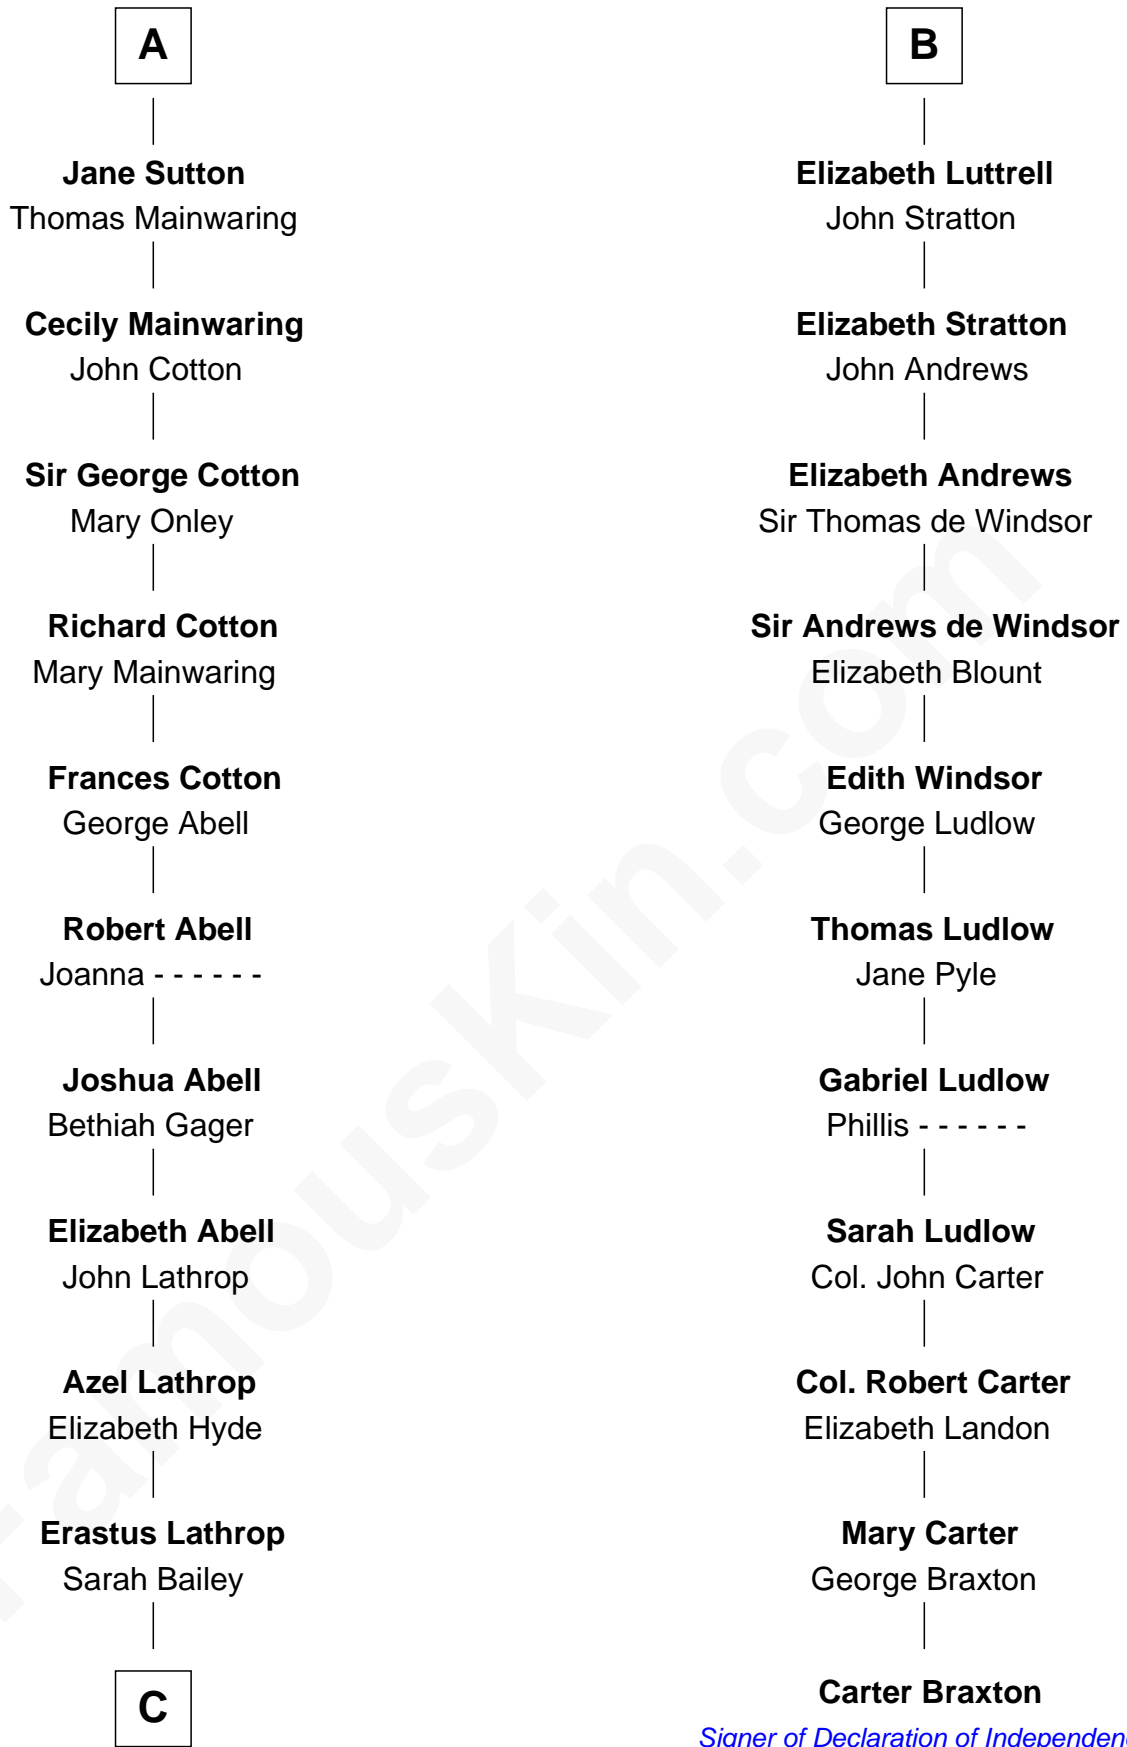 A
Jane Sutton
Thomas Mainwaring
Cecily Mainwaring
John Cotton
Sir George Cotton
Mary Onley
Richard Cotton
Mary Mainwaring
Frances Cotton
George Abell
Robert Abell
Joanna - - - - - -
Joshua Abell
Bethiah Gager
Elizabeth Abell
John Lathrop
Azel Lathrop
Elizabeth Hyde
Erastus Lathrop
Sarah Bailey
C
B
Elizabeth Luttrell
John Stratton
Elizabeth Stratton
John Andrews
Elizabeth Andrews
Sir Thomas de Windsor
Sir Andrews de Windsor
Elizabeth Blount
Edith Windsor
George Ludlow
Thomas Ludlow
Jane Pyle
Gabriel Ludlow
Phillis - - - - - -
Sarah Ludlow
Col. John Carter
Col. Robert Carter
Elizabeth Landon
Mary Carter
George Braxton
Carter Braxton
Signer of Declaration of Independen
FamousKin.com